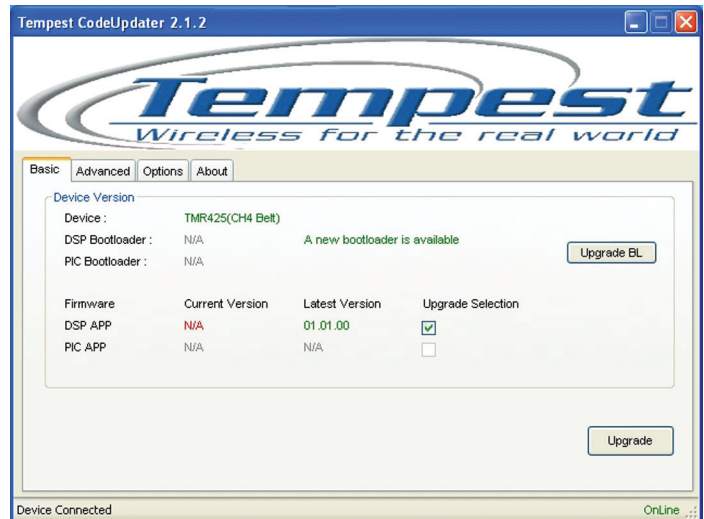 Tempest CodeUpdater 2.1.2
Tempest
Wireless for the real world
Basic Advanced Options About
Device Version
Device : TMR425(CH4 Belt)
DSP Bootloader : N/A A new bootloader is available
Upgrade BL
PIC Bootloader : N/A
Firmware Current Version Latest Version Upgrade Selection
DSP APP N/A 01.01.00
PIC APP N/A N/A
Upgrade
Device Connected OnLine